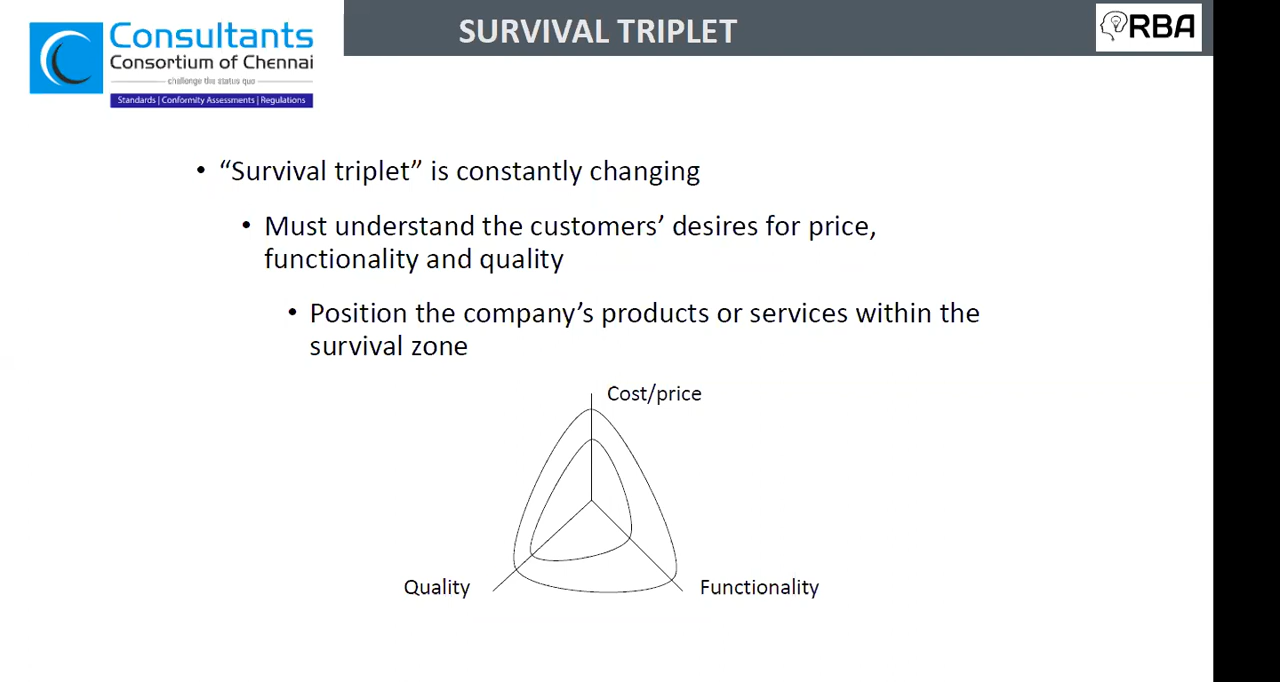 Consultants
Consortium of Chennai
challenge the status quo
Standards | Conformity Assessments | Regulations
SURVIVAL TRIPLET
RBA
• “Survival triplet” is constantly changing
• Must understand the customers’ desires for price,
functionality and quality
• Position the company’s products or services within the
survival zone
Cost/price
Quality
Functionality